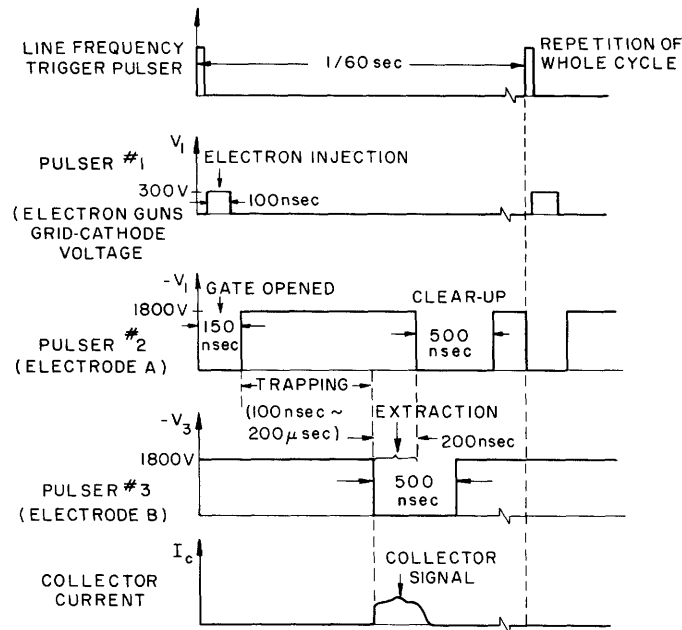 LINE FREQUENCY
TRIGGER PULSER
1/60 sec
REPETITION OF
WHOLE CYCLE
V1
PULSER #1
ELECTRON INJECTION
300V
100nsec
(ELECTRON GUNS
GRID-CATHODE
VOLTAGE
-V1
GATE OPENED
CLEAR-UP
1800V
150
nsec
500
nsec
PULSER #2
(ELECTRODE A)
TRAPPING
(100nsec ~
200μsec)
EXTRACTION
-V3
200nsec
1800V
500
nsec
PULSER #3
(ELECTRODE B)
Ic
COLLECTOR
SIGNAL
COLLECTOR
CURRENT